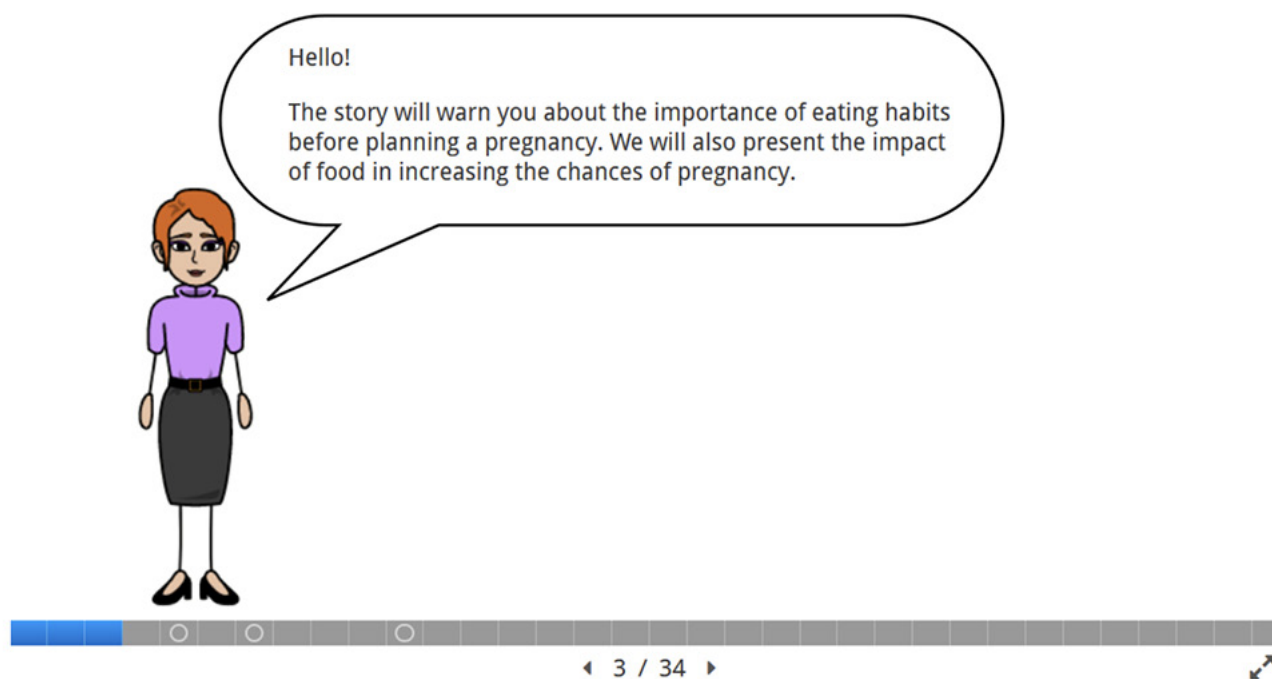 Hello!
The story will warn you about the importance of eating habits
before planning a pregnancy. We will also present the impact
of food in increasing the chances of pregnancy.
3 / 34